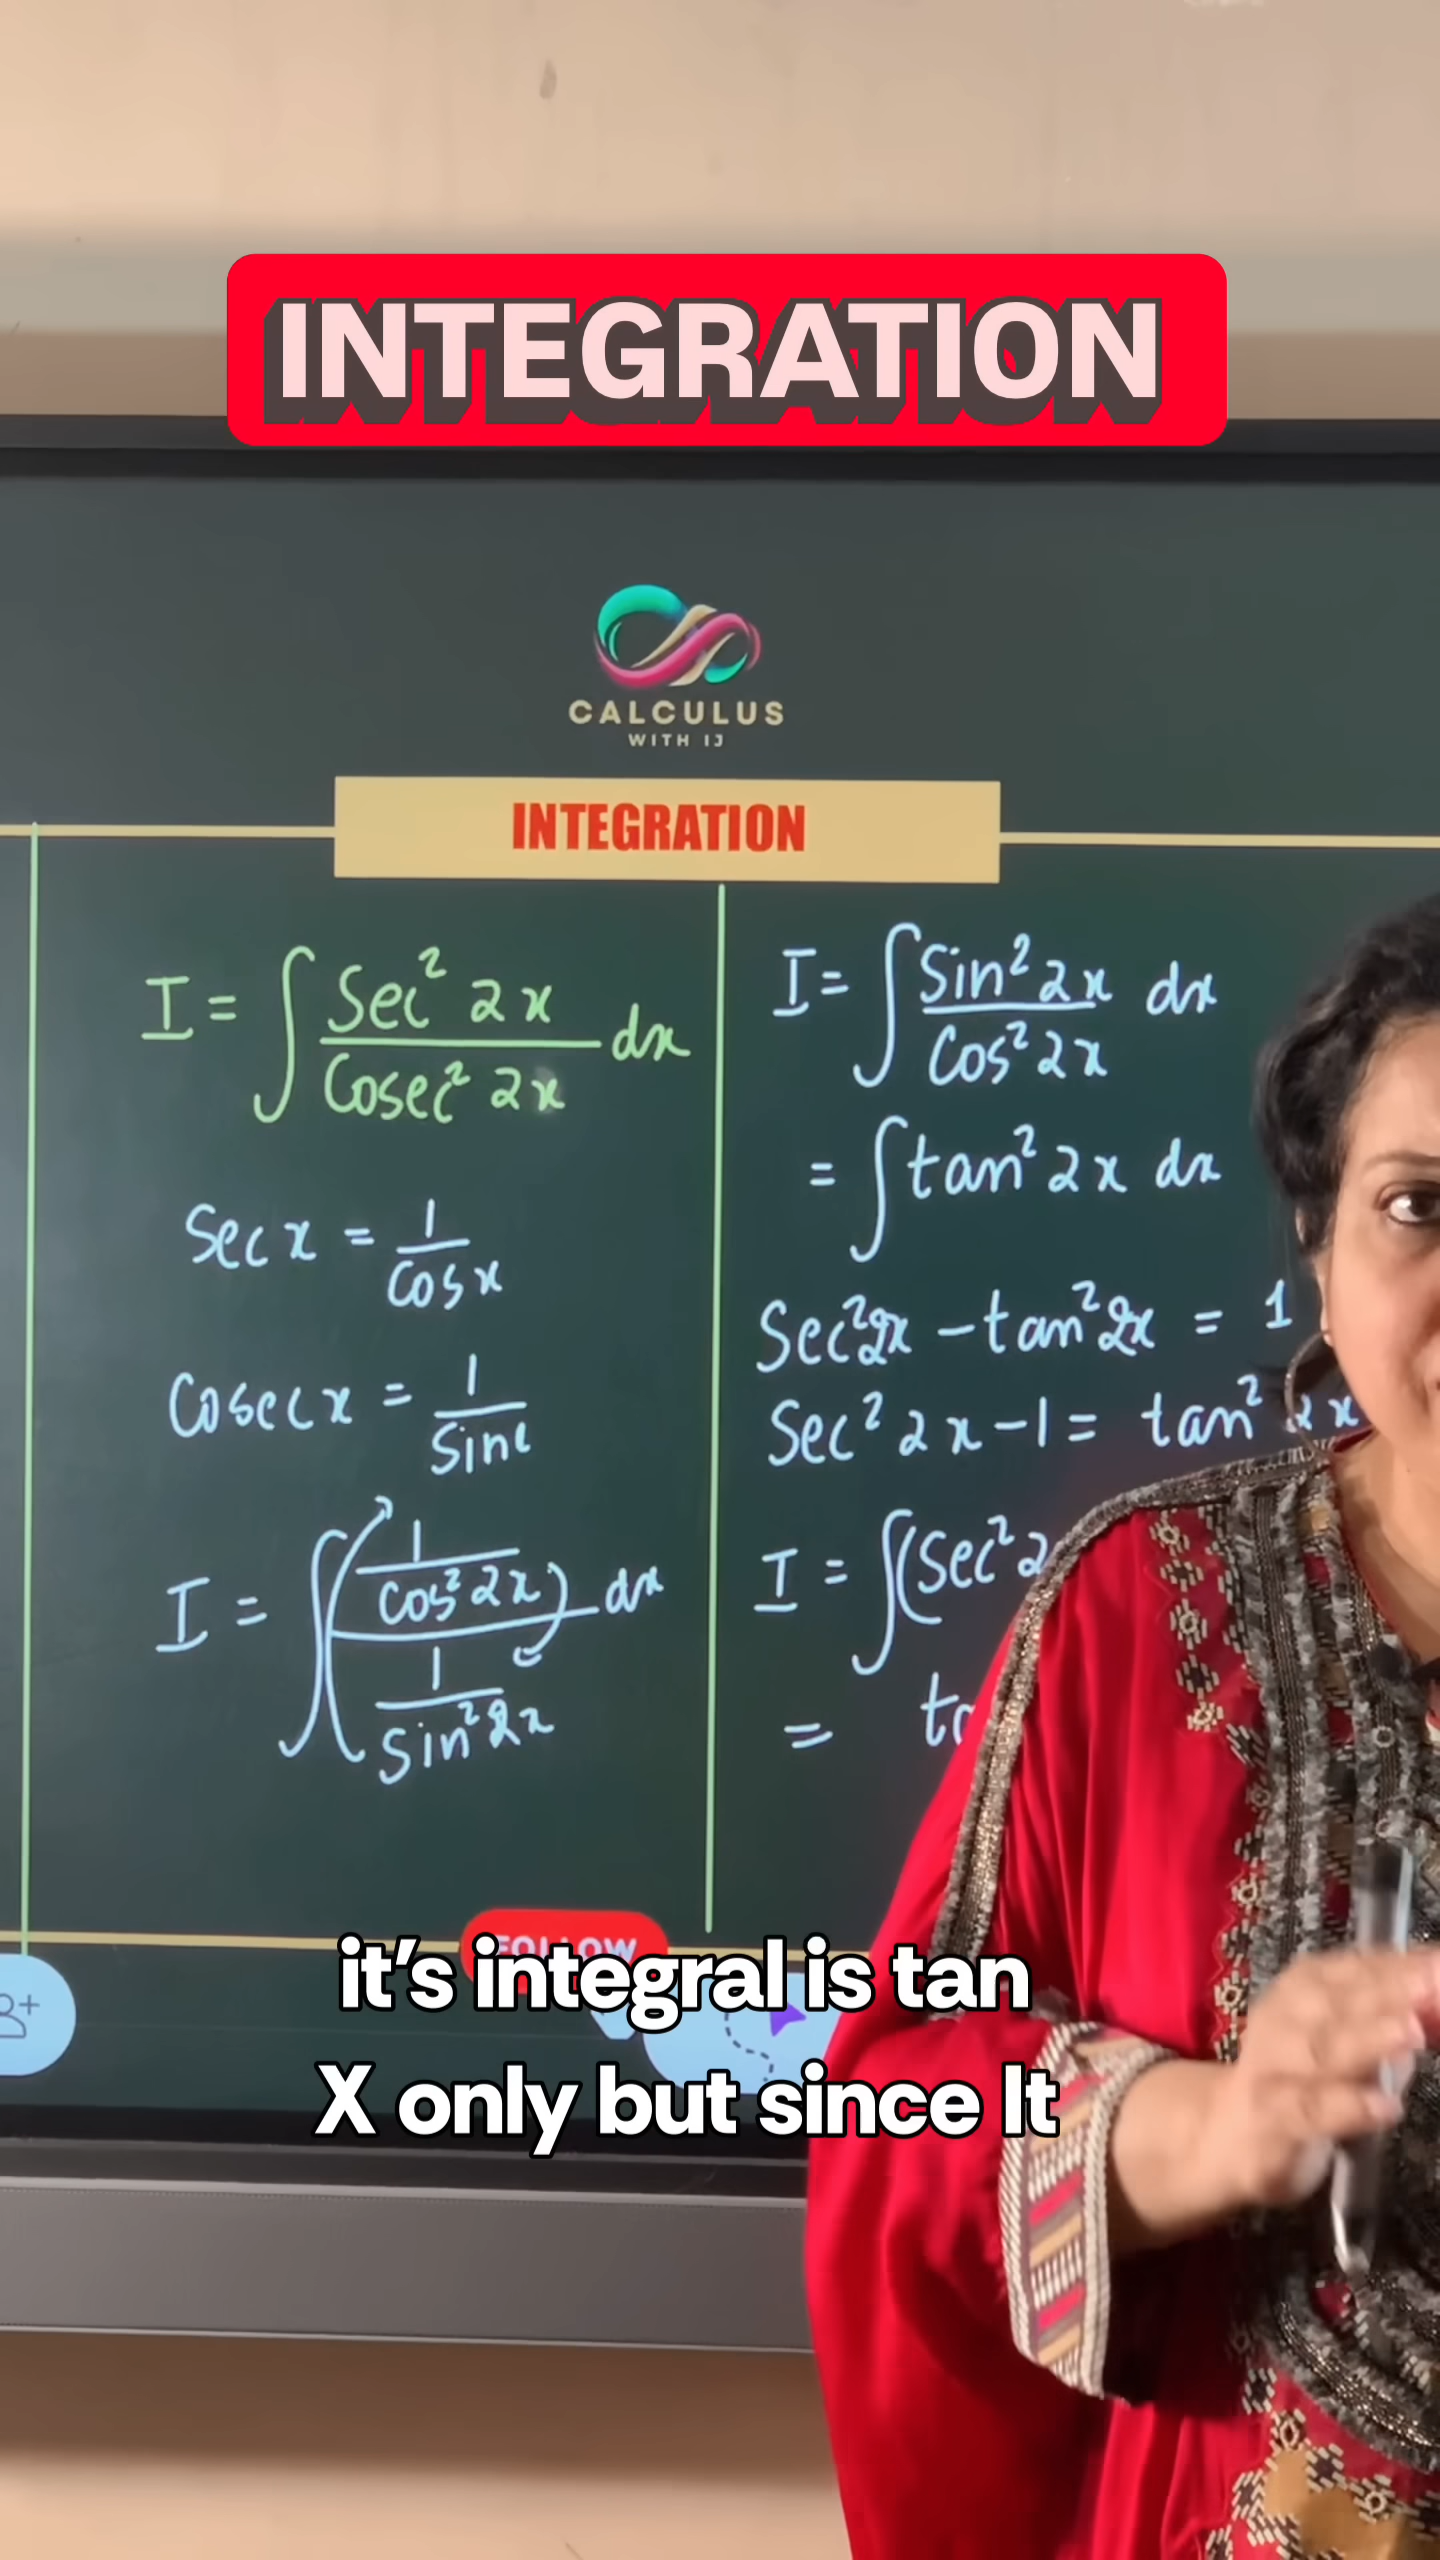 INTEGRATION
CALCULUS
WITH IJ
INTEGRATION
I = ∫ Sec² 2x / Cosec² 2x dx
Sec x = 1 / Cos x
Cosec x = 1 / Sin
I = ∫ (1 / Cos² 2x) / (1 / Sin² 2x) dx
I = ∫ Sin² 2x / Cos² 2x dx
= ∫ tan² 2x dx
Sec² 2x – tan² 2x = 1
Sec² 2x – 1 = tan² 2x
I = ∫(Sec² 2
=
FOLLOW
it's integral is tan
X only but since It